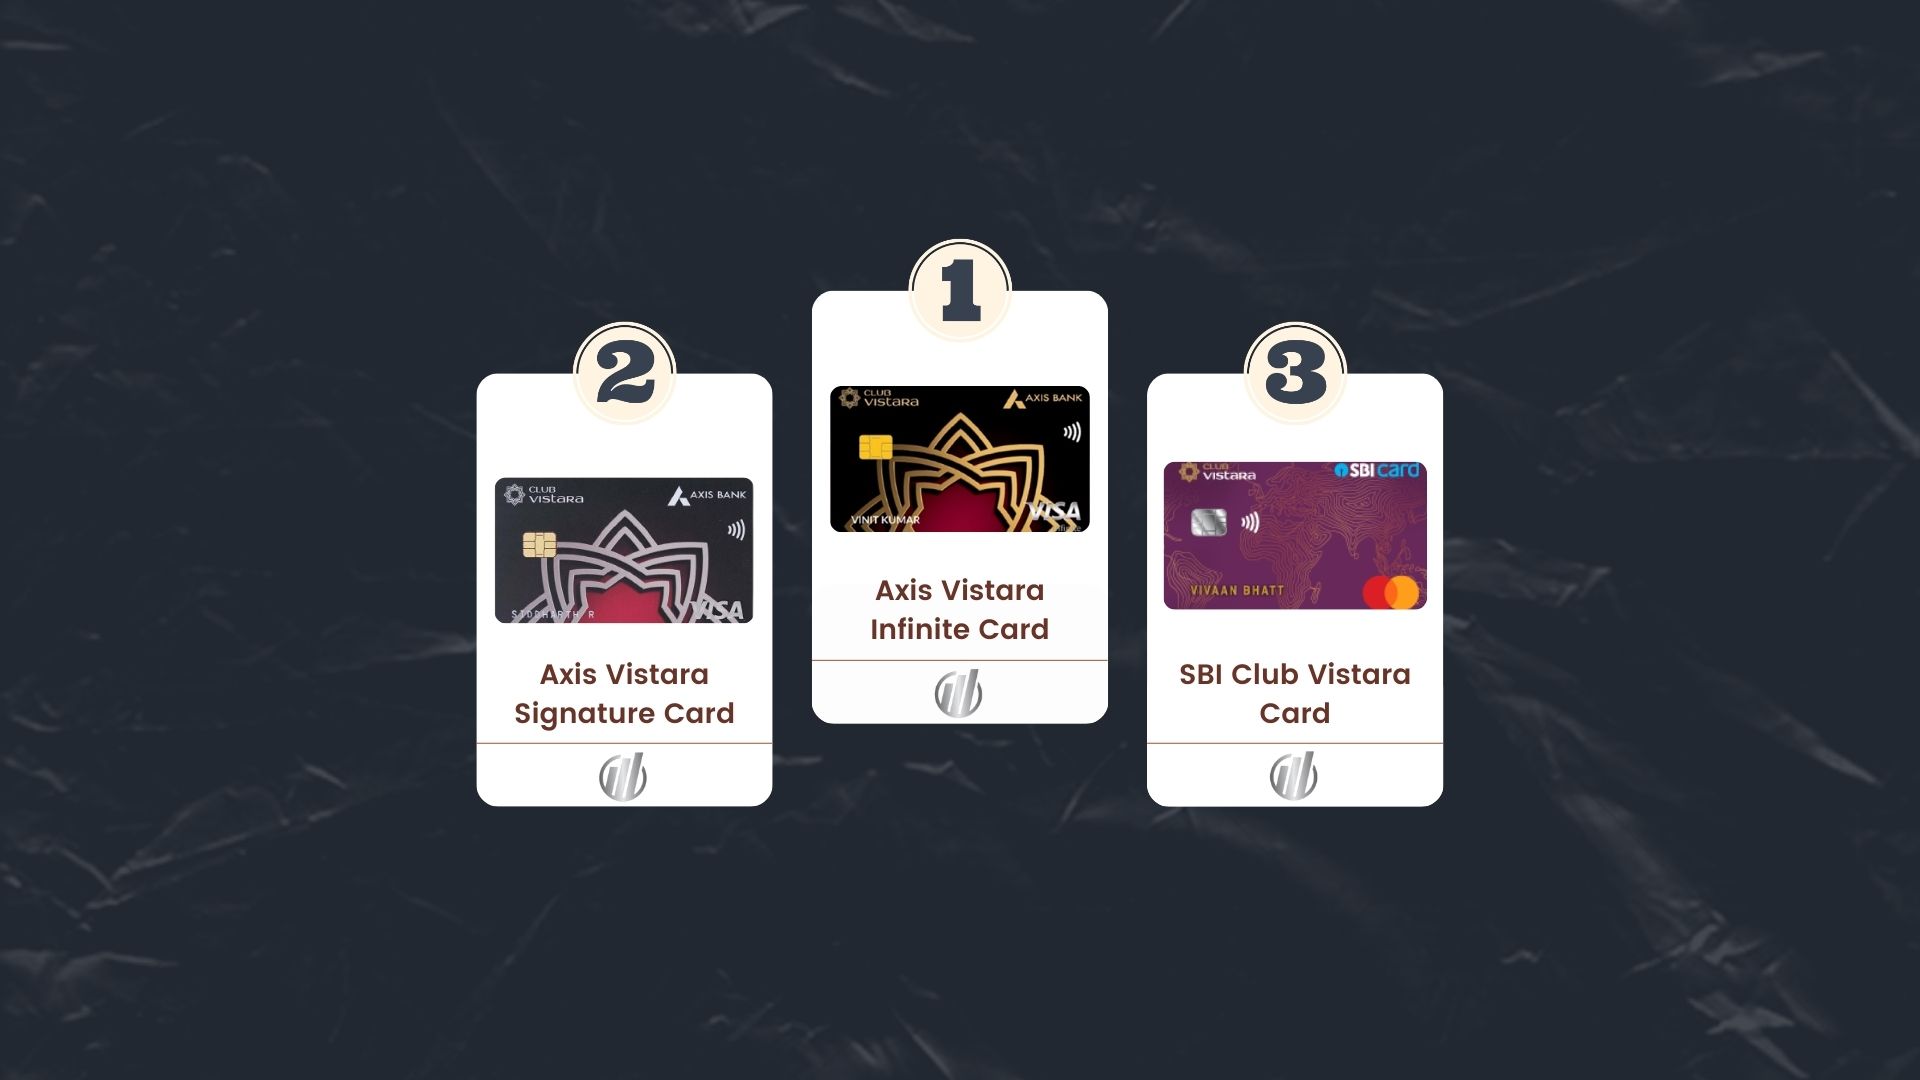 1
CLUB
vistara
AXIS BANK
VINIT KUMAR
VISA
Infinite
Axis Vistara
Infinite Card
2
CLUB
vistara
AXIS BANK
SIDDHARTH R
VISA
Axis Vistara
Signature Card
3
CLUB
vistara
SBI card
VIVAAN BHATT
SBI Club Vistara
Card